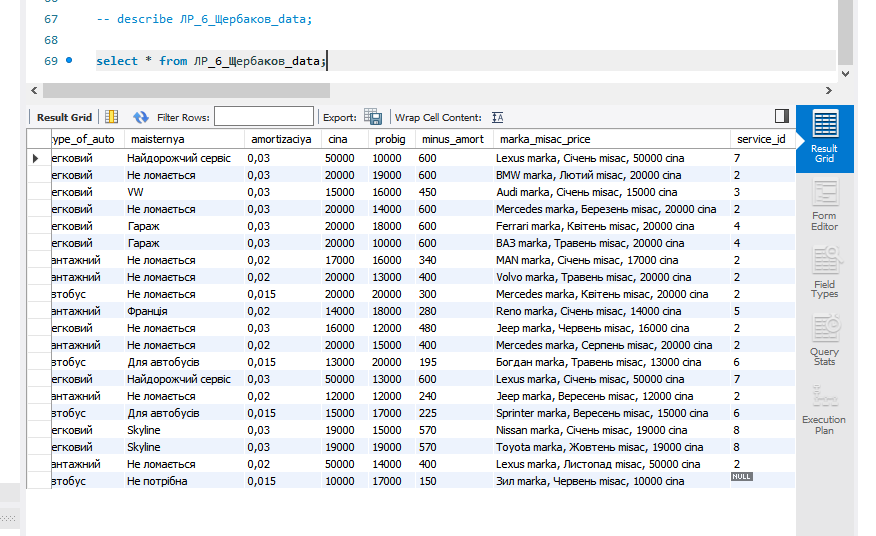 67 -- describe ЛР_6_Щербаков_data;
68
69 select * from ЛР_6_Щербаков_data;
Result Grid Filter Rows: Export: Wrap Cell Content: IA
ype_of_auto maisternya amortizaciya cina probig minus_amort marka_misac_price service_id
егковий Найдорожчий сервіс 0,03 50000 10000 600 Lexus marka, Січень misac, 50000 cina 7
егковий Не ломається 0,03 20000 19000 600 BMW marka, Лютий misac, 20000 cina 2
егковий VW 0,03 15000 16000 450 Audi marka, Січень misac, 15000 cina 3
егковий Не ломається 0,03 20000 14000 600 Mercedes marka, Березень misac, 20000 cina 2
егковий Гараж 0,03 20000 18000 600 Ferrari marka, Квітень misac, 20000 cina 4
егковий Гараж 0,03 20000 10000 600 ВАЗ marka, Травень misac, 20000 cina 4
антажний Не ломається 0,02 17000 16000 340 MAN marka, Січень misac, 17000 cina 2
антажний Не ломається 0,02 20000 13000 400 Volvo marka, Травень misac, 20000 cina 2
втобус Не ломається 0,015 20000 20000 300 Mercedes marka, Квітень misac, 20000 cina 2
антажний Франція 0,02 14000 18000 280 Reno marka, Січень misac, 14000 cina 5
егковий Не ломається 0,03 16000 12000 480 Jeep marka, Червень misac, 16000 cina 2
антажний Не ломається 0,02 20000 15000 400 Mercedes marka, Серпень misac, 20000 cina 2
втобус Для автобусів 0,015 13000 20000 195 Богдан marka, Травень misac, 13000 cina 6
егковий Найдорожчий сервіс 0,03 50000 13000 600 Lexus marka, Січень misac, 50000 cina 7
антажний Не ломається 0,02 12000 12000 240 Jeep marka, Вересень misac, 12000 cina 2
втобус Для автобусів 0,015 15000 17000 225 Sprinter marka, Вересень misac, 15000 cina 6
егковий Skyline 0,03 19000 15000 570 Nissan marka, Січень misac, 19000 cina 8
егковий Skyline 0,03 19000 19000 570 Toyota marka, Жовтень misac, 19000 cina 8
антажний Не ломається 0,02 50000 14000 400 Lexus marka, Листопад misac, 50000 cina 2
втобус Не потрібна 0,015 10000 17000 150 Зил marka, Червень misac, 10000 cina NULL
Result
Grid
Form
Editor
Field
Types
Query
Stats
Execution
Plan